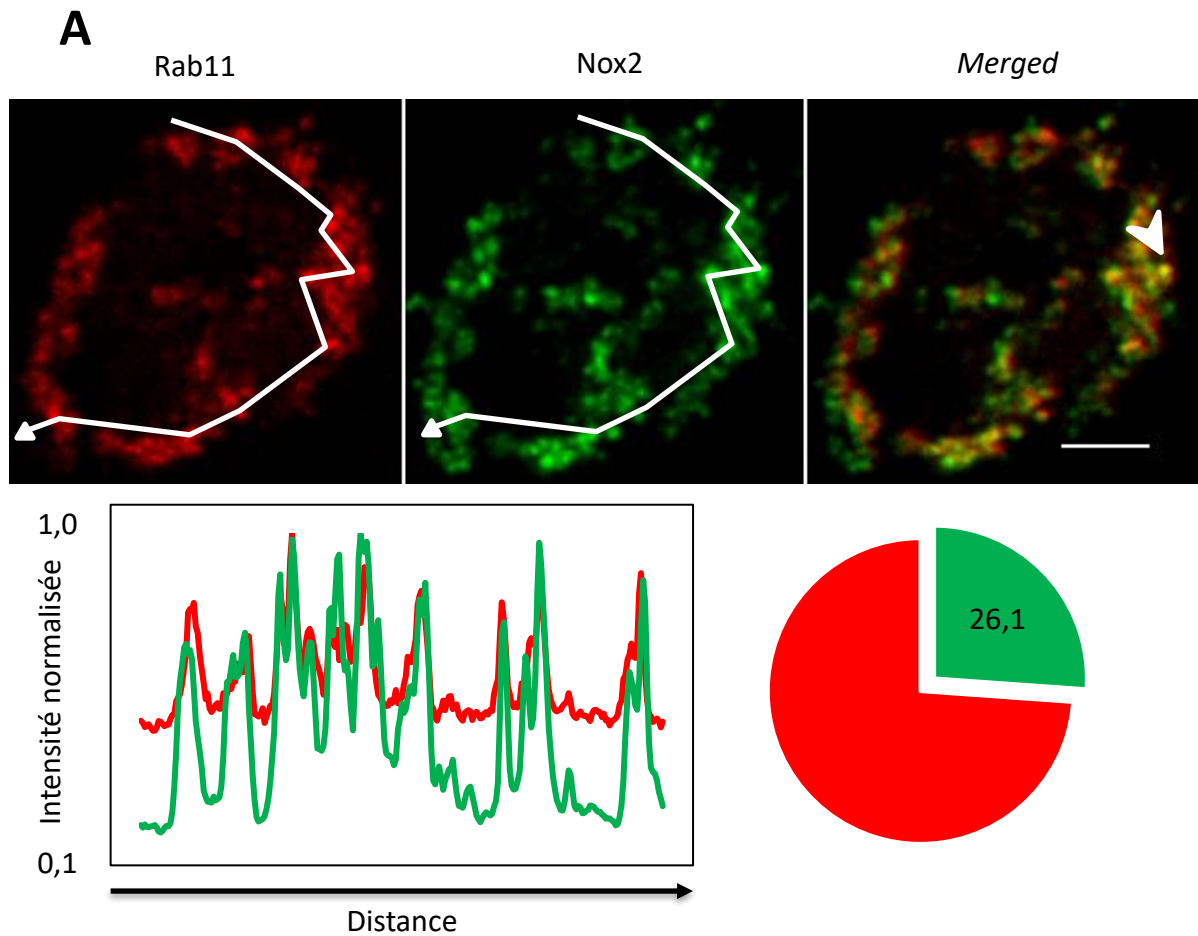 A
Rab11
Nox2
Merged
1,0
Intensité normalisée
0,1
Distance
26,1